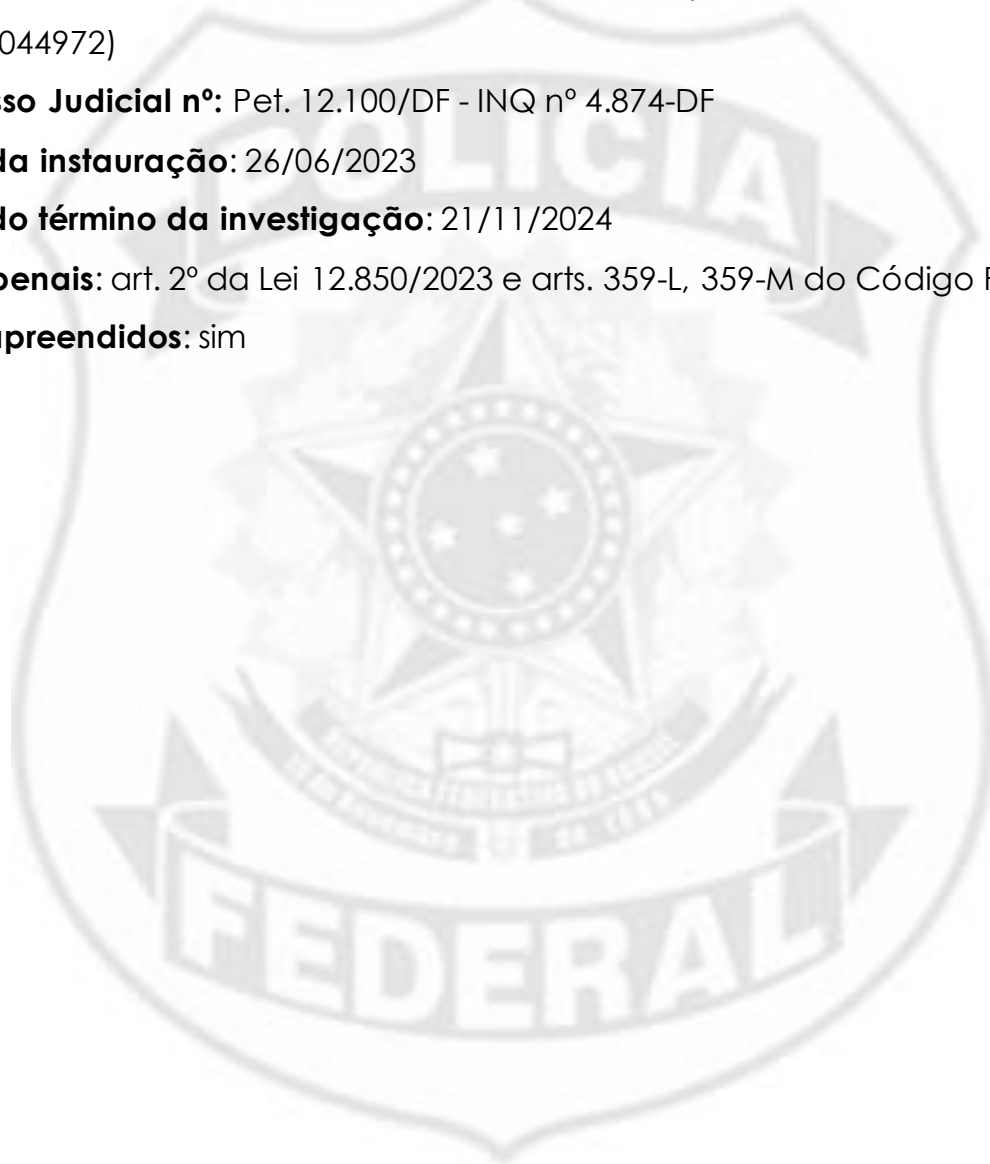 044972)
sso Judicial nº: Pet. 12.100/DF - INQ nº 4.874-DF
da instauração: 26/06/2023
do término da investigação: 21/11/2024
penais: art. 2º da Lei 12.850/2023 e arts. 359-L, 359-M do Código P
apreendidos: sim
POLÍCIA
FEDERAL